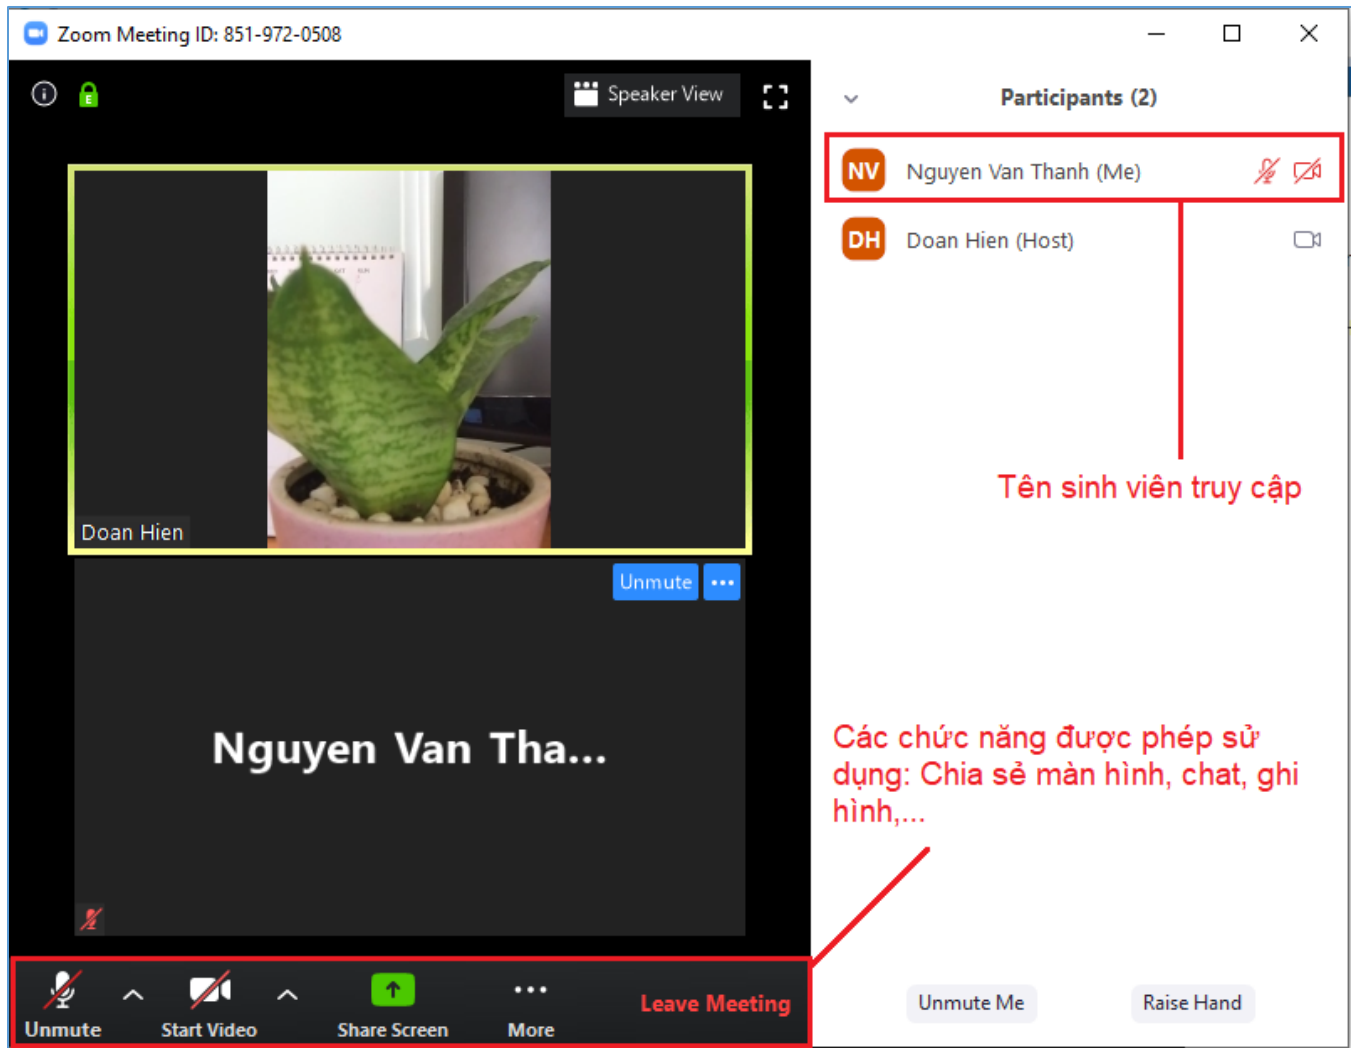 Zoom Meeting ID: 851-972-0508
Speaker View
Participants (2)
NV
Nguyen Van Thanh (Me)
DH
Doan Hien (Host)
Doan Hien
Tên sinh viên truy cập
Unmute
Nguyen Van Tha...
Các chức năng được phép sử
dụng: Chia sẻ màn hình, chat, ghi
hình,...
Unmute
Start Video
Share Screen
More
Leave Meeting
Unmute Me
Raise Hand